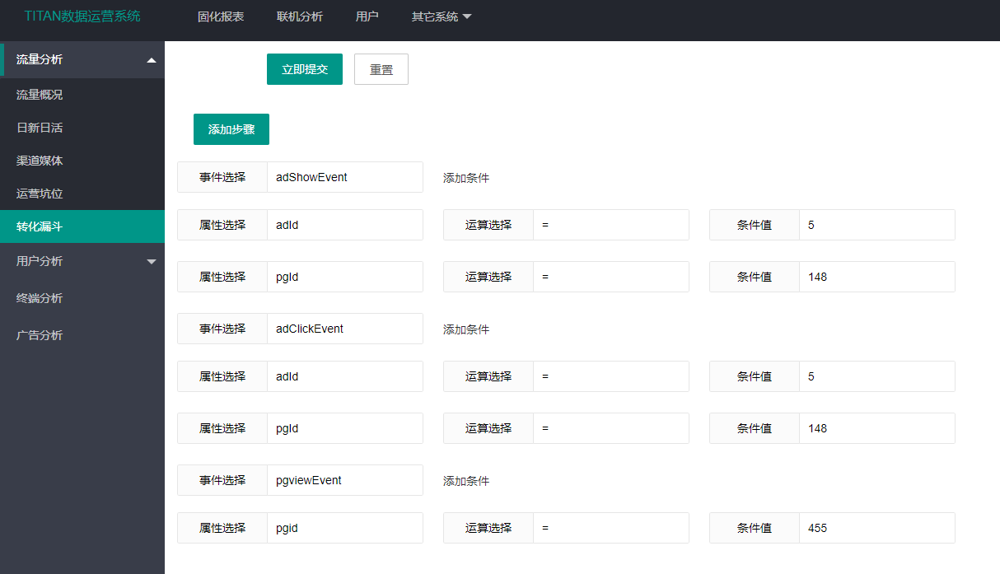 TITAN数据运营系统 固化报表 联机分析 用户 其它系统
流量分析
流量概况
日新日活
渠道媒体
运营坑位
转化漏斗
用户分析
终端分析
广告分析
立即提交 重置
添加步骤
事件选择 adShowEvent 添加条件
属性选择 adId 运算选择 = 条件值 5
属性选择 pgId 运算选择 = 条件值 148
事件选择 adClickEvent 添加条件
属性选择 adId 运算选择 = 条件值 5
属性选择 pgId 运算选择 = 条件值 148
事件选择 pgviewEvent 添加条件
属性选择 pgid 运算选择 = 条件值 455